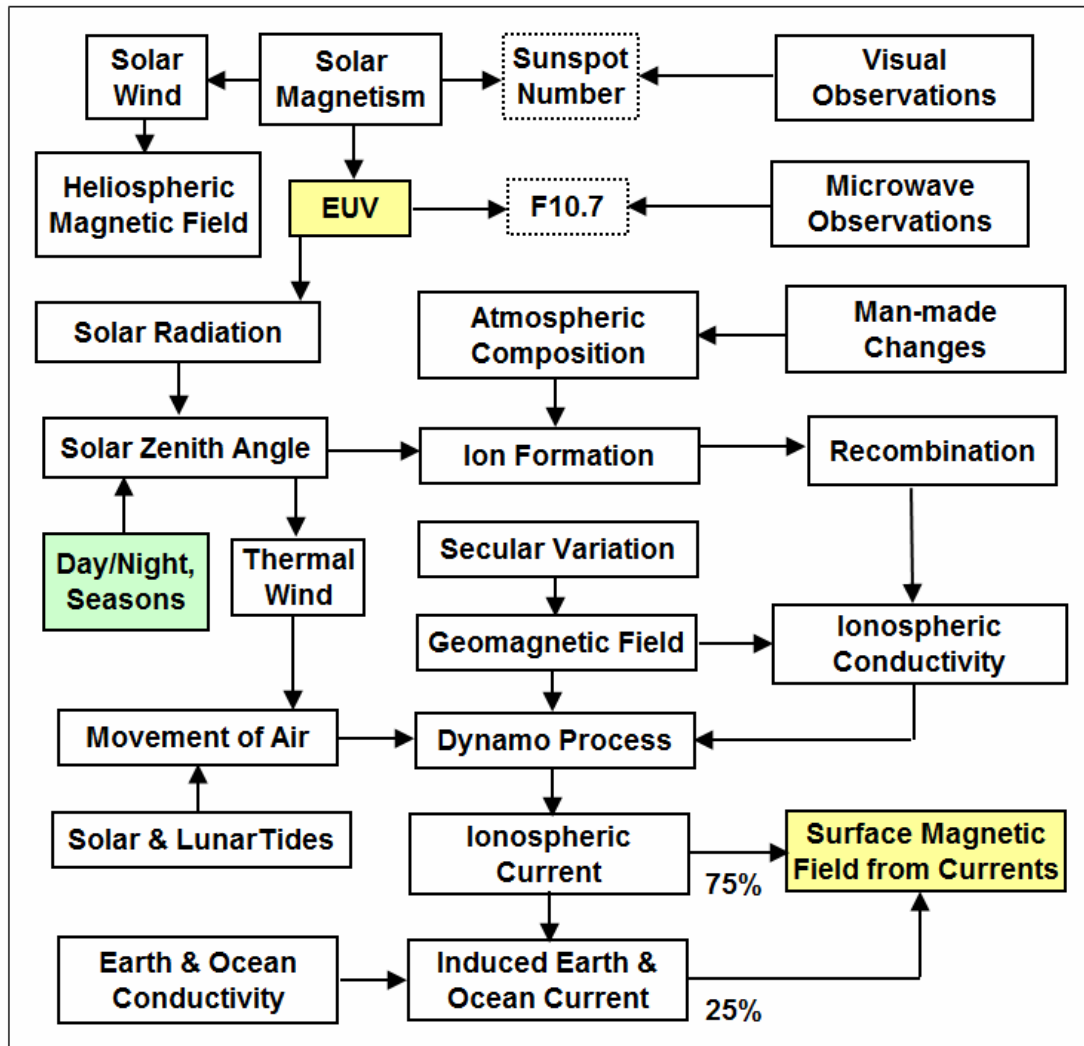 Solar
Wind
Solar
Magnetism
Sunspot
Number
Visual
Observations
Heliospheric
Magnetic Field
EUV
F10.7
Microwave
Observations
Solar Radiation
Atmospheric
Composition
Man-made
Changes
Solar Zenith Angle
Ion Formation
Recombination
Day/Night,
Seasons
Thermal
Wind
Secular Variation
Geomagnetic Field
Ionospheric
Conductivity
Movement of Air
Dynamo Process
Solar & LunarTides
Ionospheric
Current
75%
Surface Magnetic
Field from Currents
Earth & Ocean
Conductivity
Induced Earth &
Ocean Current
25%